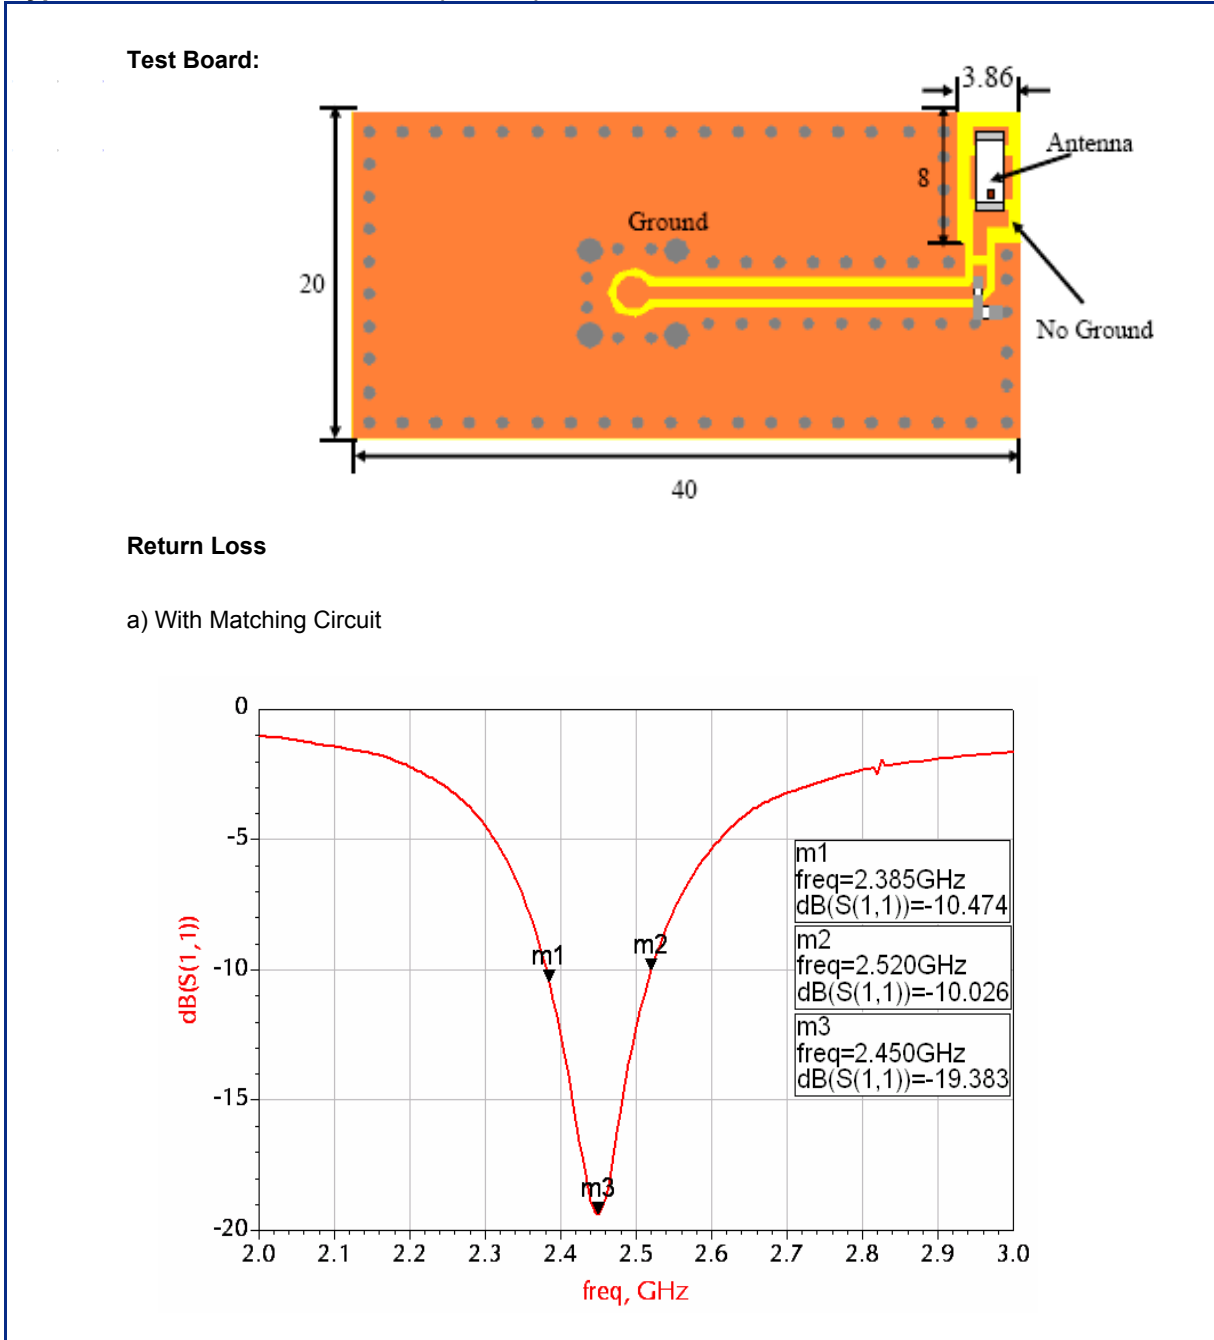 Test Board:
3.86
Antenna
8
Ground
20
No Ground
40
Return Loss
a) With Matching Circuit
0
-5
-10
-15
-20
dB(S(1,1))
m1
m2
m3
m1
freq=2.385GHz
dB(S(1,1))=-10.474
m2
freq=2.520GHz
dB(S(1,1))=-10.026
m3
freq=2.450GHz
dB(S(1,1))=-19.383
2.0 2.1 2.2 2.3 2.4 2.5 2.6 2.7 2.8 2.9 3.0
freq, GHz